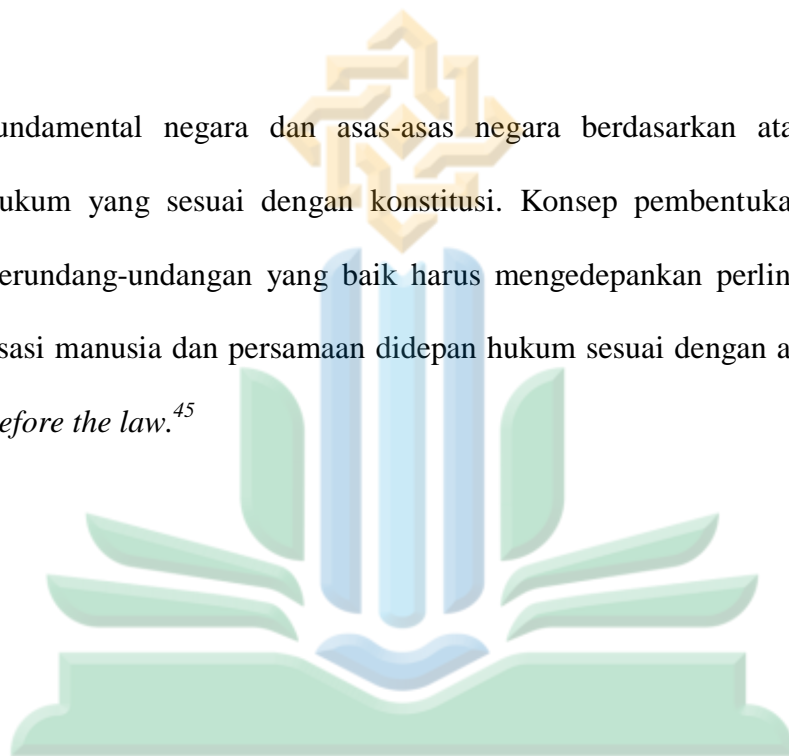 undamental negara dan asas-asas negara berdasarkan ata
ukum yang sesuai dengan konstitusi. Konsep pembentuka
erundang-undangan yang baik harus mengedepankan perlin
sasi manusia dan persamaan didepan hukum sesuai dengan a
efore the law.45